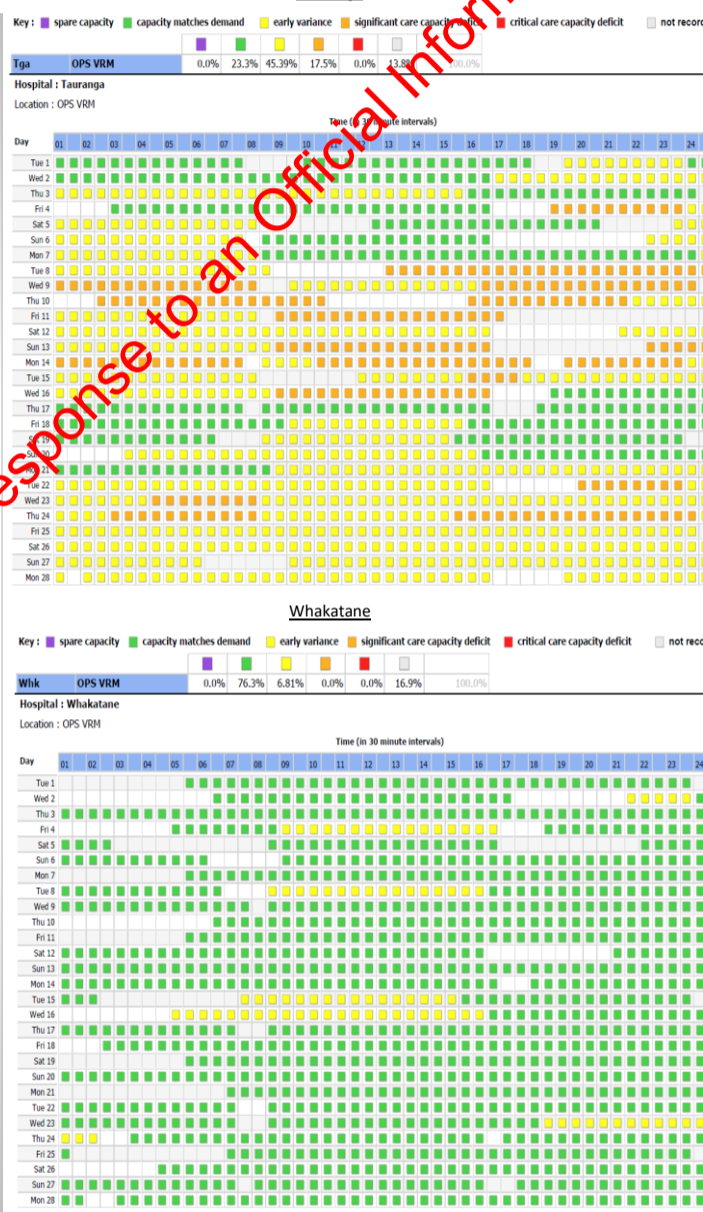 Key : spare capacity capacity matches demand early variance significant care capacity deficit critical care capacity deficit not recor
Tga OPS VRM 0.0% 23.3% 45.39% 17.5% 0.0% 100.0%
Hospital : Tauranga
Location : OPS VRM
Time (in 30 minute intervals)
Day 01 02 03 04 05 06 07 08 09 10 11 12 13 14 15 16 17 18 19 20 21 22 23 24
Tue 1
Wed 2
Thu 3
Fri 4
Sat 5
Sun 6
Mon 7
Tue 8
Wed 9
Thu 10
Fri 11
Sat 12
Sun 13
Mon 14
Tue 15
Wed 16
Thu 17
Fri 18
Sat 19
Sun 20
Mon 21
Tue 22
Wed 23
Thu 24
Fri 25
Sat 26
Sun 27
Mon 28
esponse to an Official Inform
Whakatane
Key : spare capacity capacity matches demand early variance significant care capacity deficit critical care capacity deficit not reco
Whk OPS VRM 0.0% 76.3% 6.81% 0.0% 0.0% 16.9% 100.0%
Hospital : Whakatane
Location : OPS VRM
Time (in 30 minute intervals)
Day 01 02 03 04 05 06 07 08 09 10 11 12 13 14 15 16 17 18 19 20 21 22 23 24
Tue 1
Wed 2
Thu 3
Fri 4
Sat 5
Sun 6
Mon 7
Tue 8
Wed 9
Thu 10
Fri 11
Sat 12
Sun 13
Mon 14
Tue 15
Wed 16
Thu 17
Fri 18
Sat 19
Sun 20
Mon 21
Tue 22
Wed 23
Thu 24
Fri 25
Sat 26
Sun 27
Mon 28